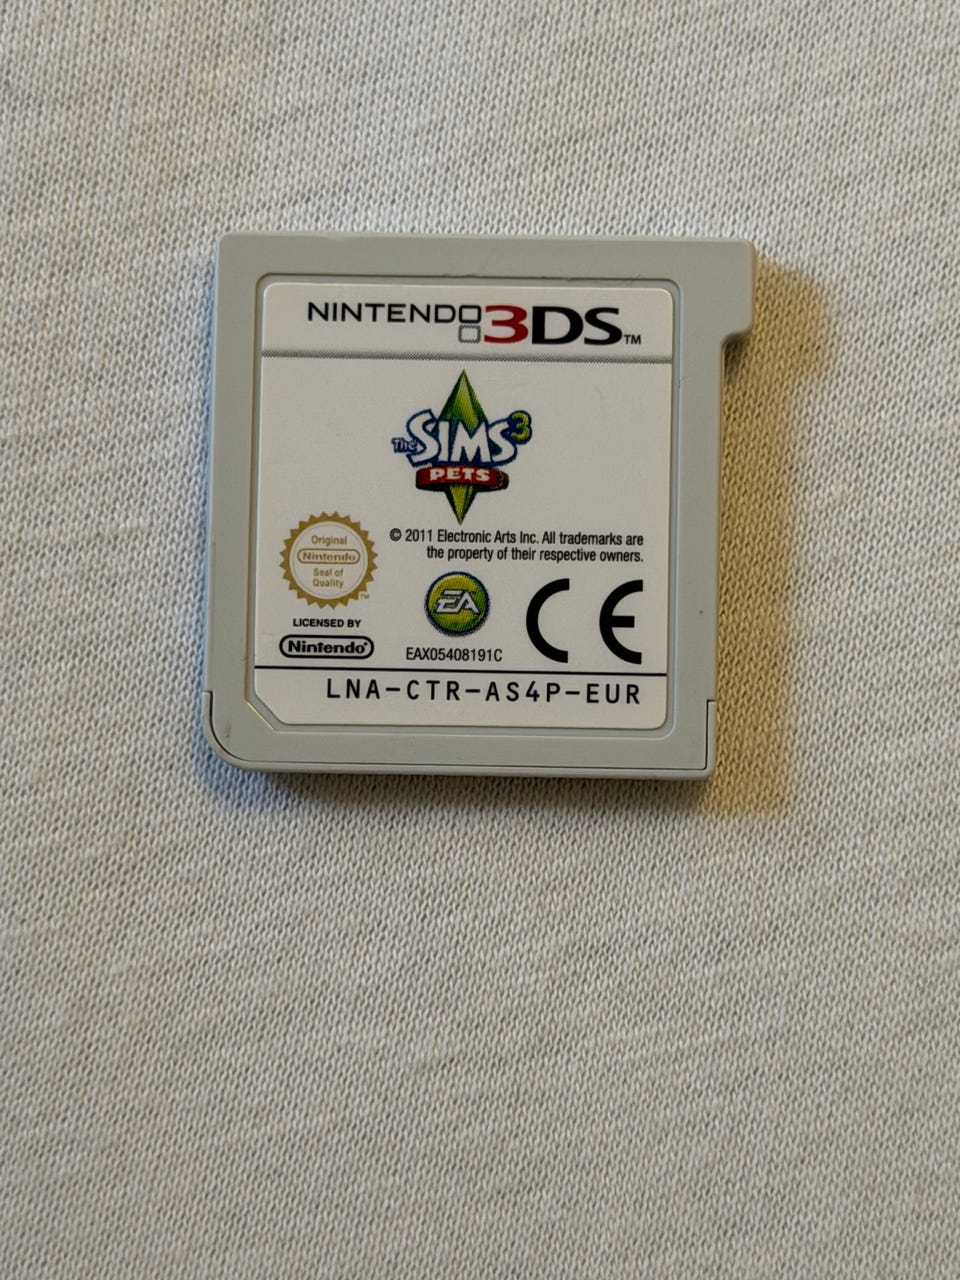 NINTENDO 3DS™
The SIMS 3
PETS
© 2011 Electronic Arts Inc. All trademarks are
the property of their respective owners.
Original
Nintendo
Seal of
Quality
™
LICENSED BY
Nintendo®
EA
EAX05408191C
CE
LNA-CTR-AS4P-EUR